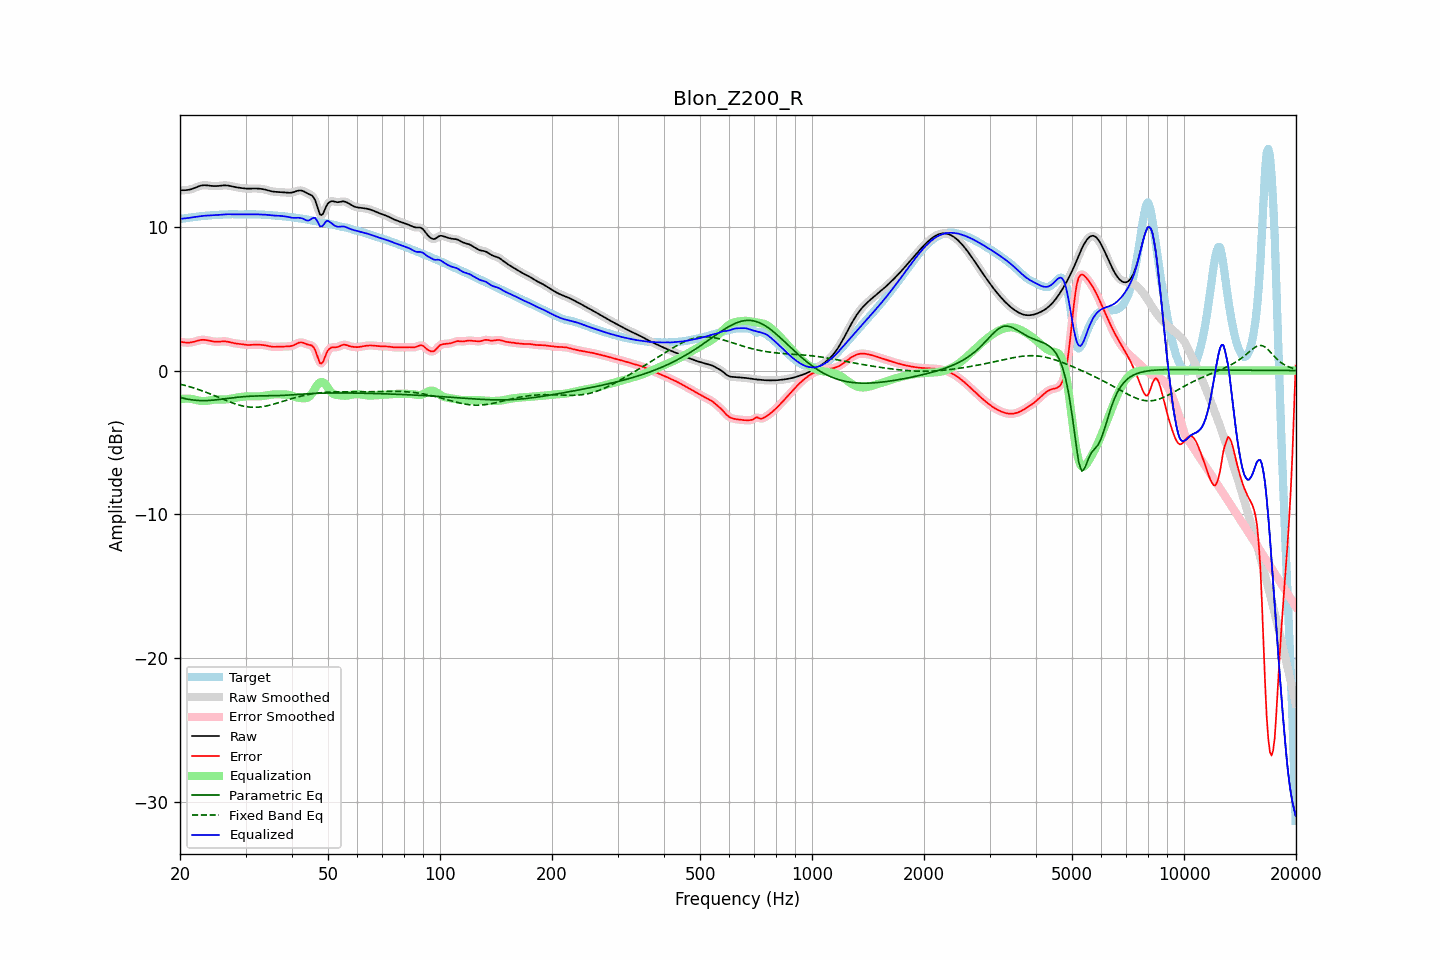 Blon_Z200_R
Amplitude (dBr)
10
0
−10
−20
−30
Target
Raw Smoothed
Error Smoothed
Raw
Error
Equalization
Parametric Eq
Fixed Band Eq
Equalized
20 50 100 200 500 1000 2000 5000 10000 20000
Frequency (Hz)